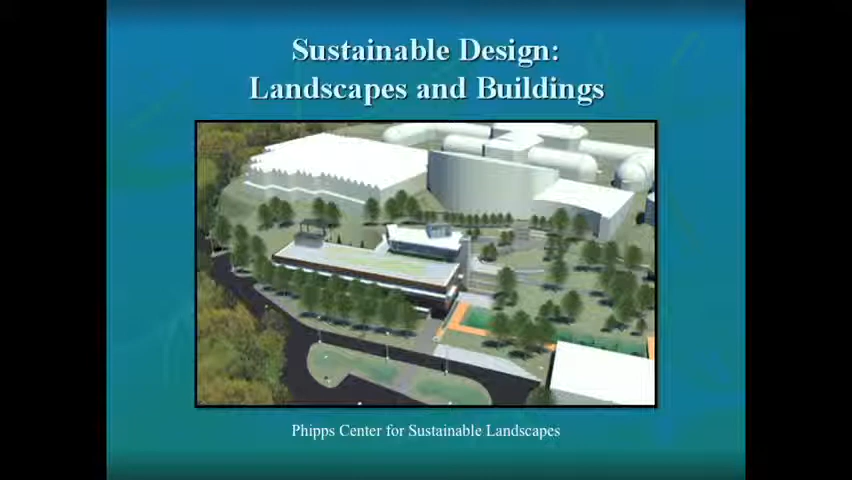 Sustainable Design:
Landscapes and Buildings
Phipps Center for Sustainable Landscapes